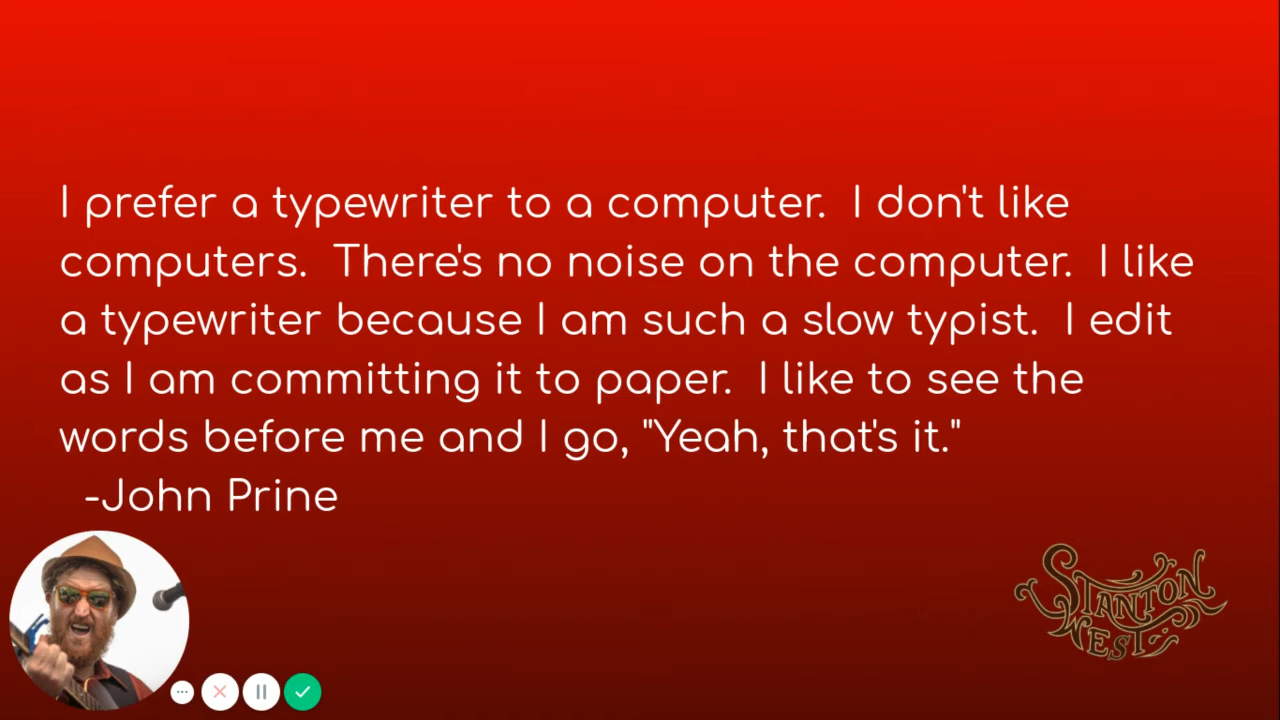 I prefer a typewriter to a computer.  I don't like
computers.  There's no noise on the computer.  I like
a typewriter because I am such a slow typist.  I edit
as I am committing it to paper.  I like to see the
words before me and I go, "Yeah, that's it."
-John Prine
STANTON
WEST